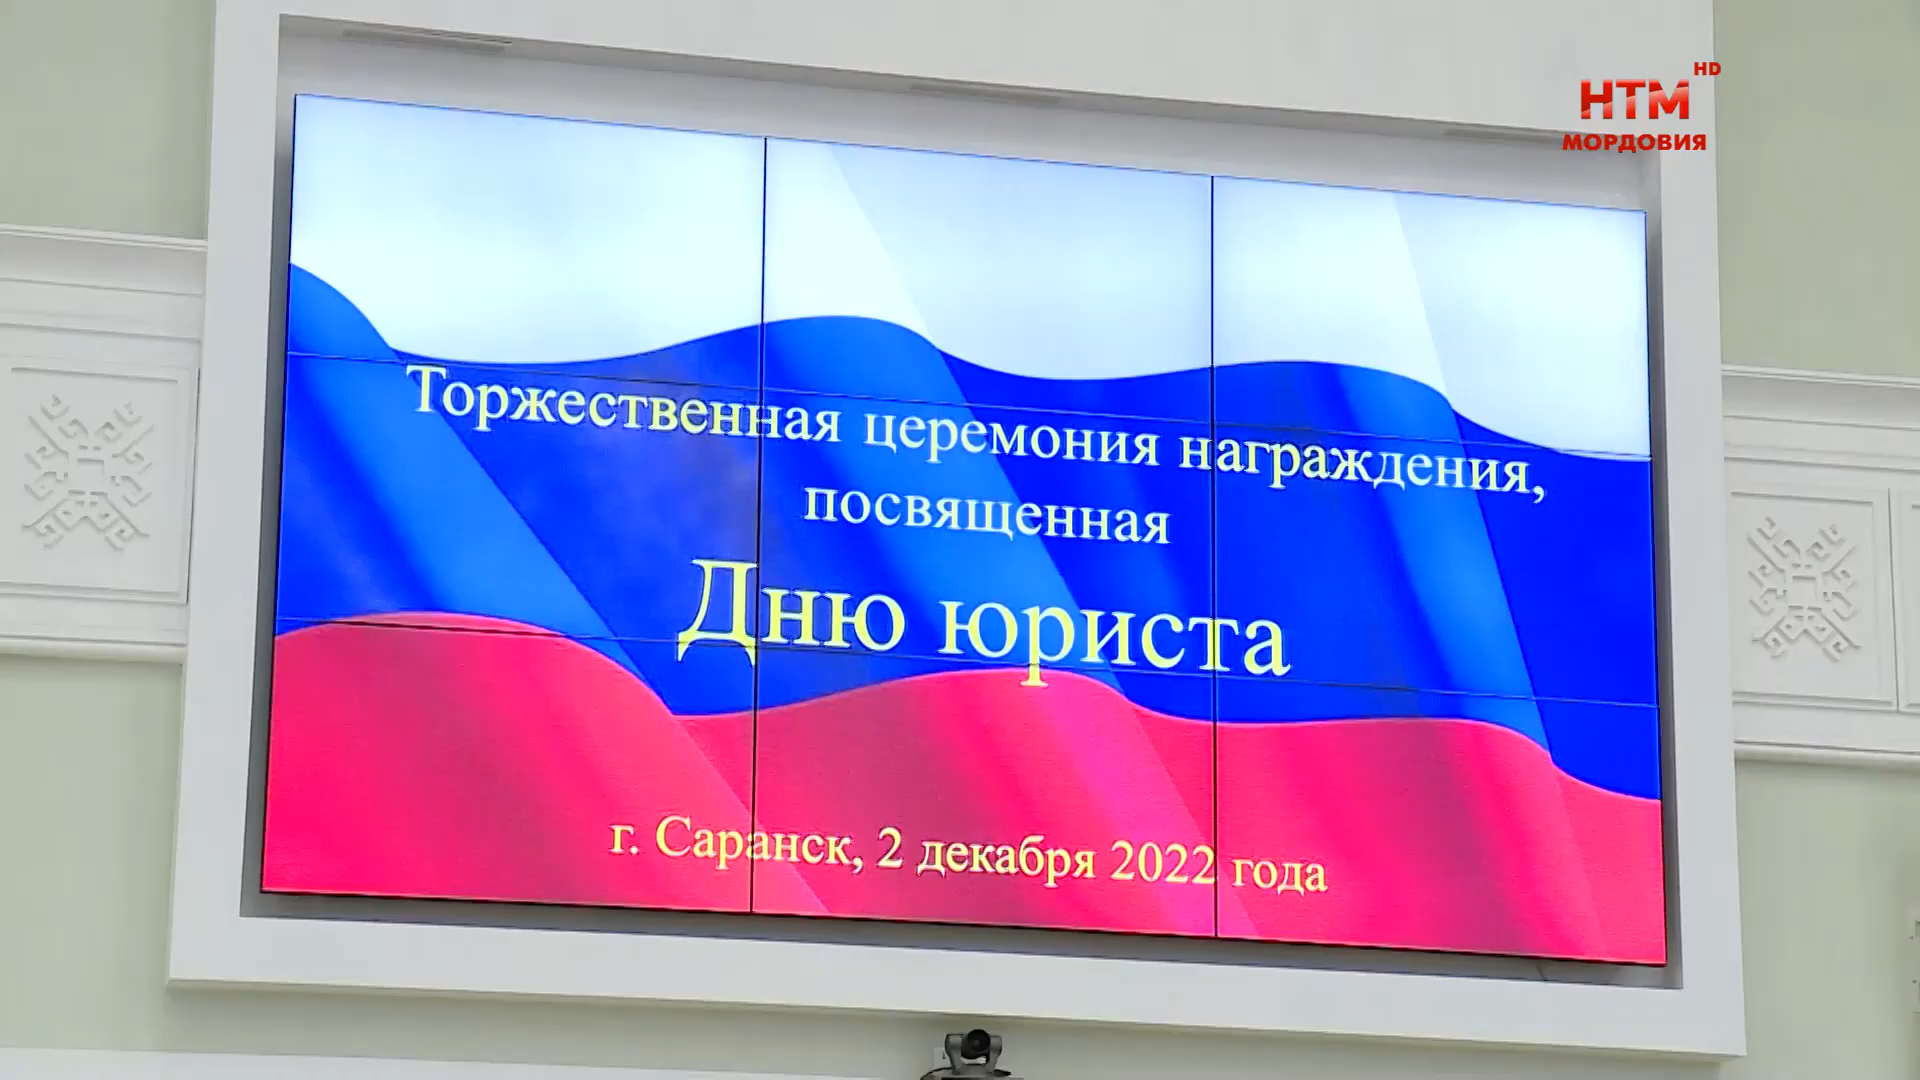 HD
НТМ
МОРДОВИЯ
Торжественная церемония награждения,
посвященная
Дню юриста
г. Саранск, 2 декабря 2022 года